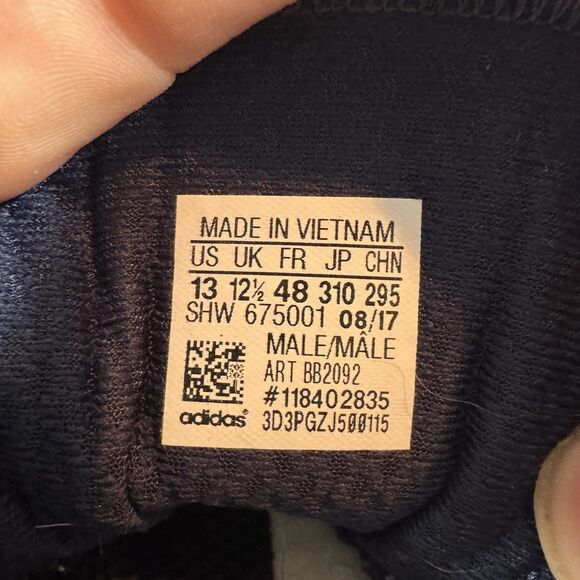 MADE IN VIETNAM
US UK FR JP CHN
13 12½ 48 310 295
SHW 675001 08/17
MALE/MÂLE
ART BB2092
#118402835
adidas® 3D3PGZJ500115